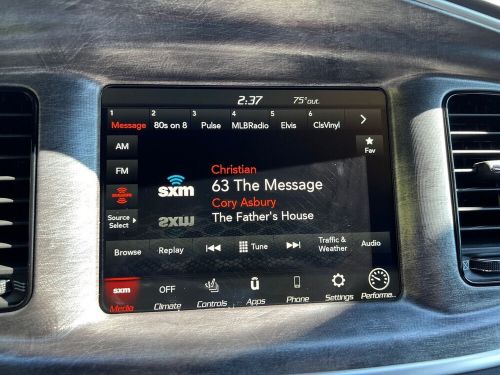 2:37 75°out.
1 2 3 4 5 6
Message 80s on 8 Pulse MLBRadio Elvis ClsVinyl
AM
Fav
FM
Christian
sxm
63 The Message
SIRIUSXM
Cory Asbury
The Father's House
Source
Select
Browse Replay Tune Traffic & Weather Audio
sxm OFF
Media Climate Controls Apps Phone Settings Performa...